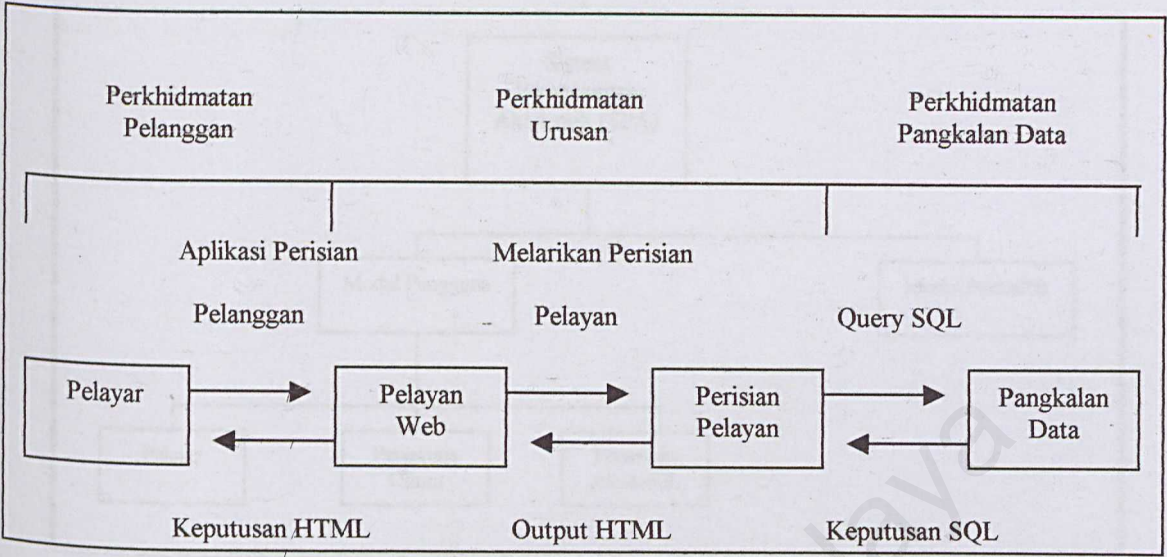 Perkhidmatan
Pelanggan
Perkhidmatan
Urusan
Perkhidmatan
Pangkalan Data
Aplikasi Perisian
Melarikan Perisian
Pelanggan
Pelayan
Query SQL
Pelayar
Pelayan
Web
Perisian
Pelayan
Pangkalan
Data
Keputusan HTML
Output HTML
Keputusan SQL